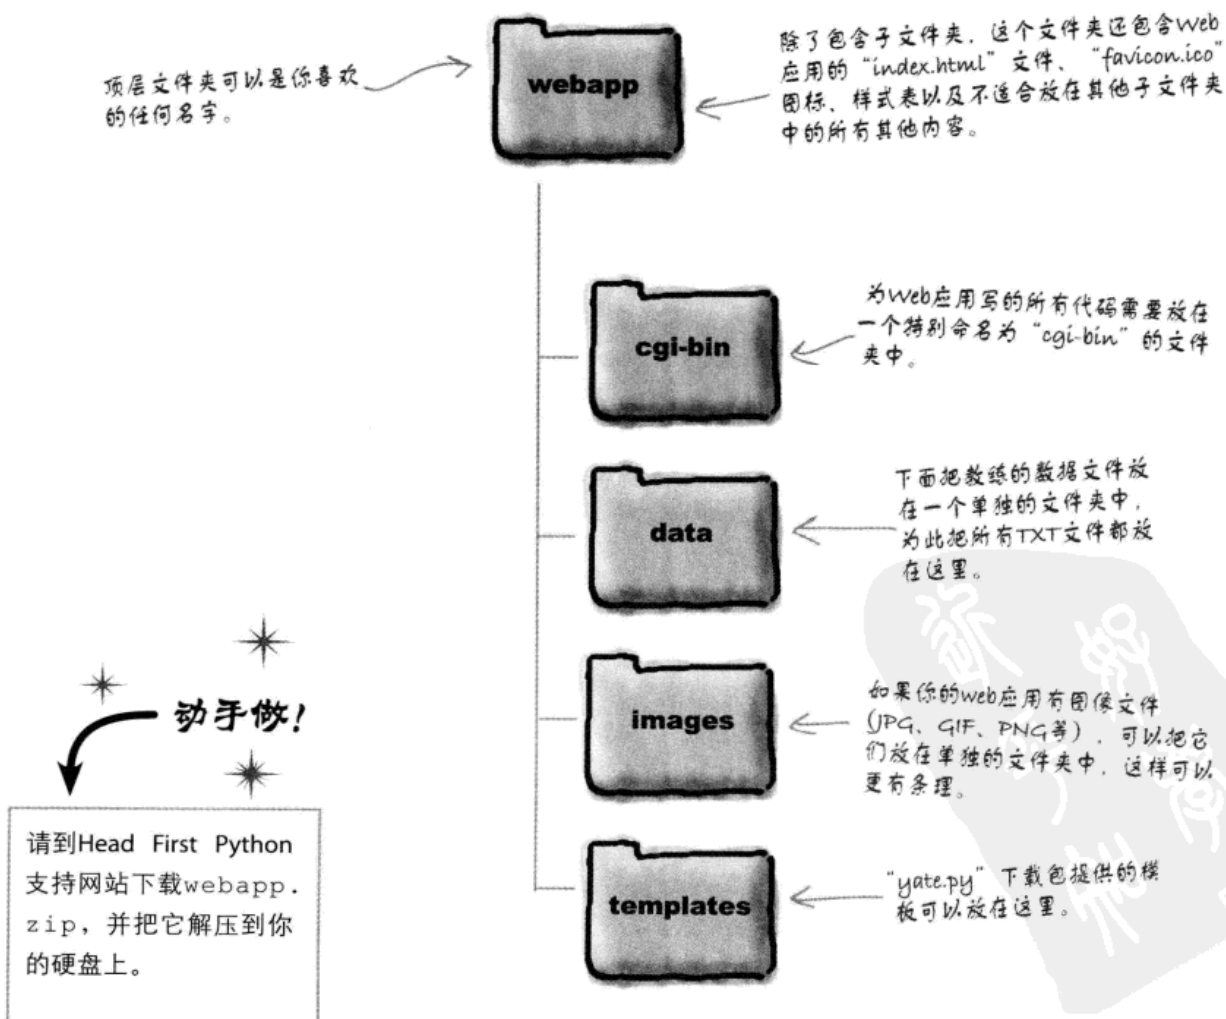 顶层文件夹可以是你喜欢
的任何名字。
webapp
除了包含子文件夹，这个文件夹还包含Web
应用的“index.html”文件、“favicon.ico”
图标、样式表以及不适合放在其他子文件夹
中的所有其他内容。
cgi-bin
为Web应用写的所有代码需要放在
一个特别命名为“cgi-bin”的文件
夹中。
data
下面把教练的数据文件放
在一个单独的文件夹中，
为此把所有TXT文件都放
在这里。
images
如果你的web应用有图像文件
(JPG、GIF、PNG等)，可以把它
们放在单独的文件夹中，这样可以
更有条理。
templates
“yate.py”下载包提供的模
板可以放在这里。
动手做！
请到Head First Python
支持网站下载webapp.
zip，并把它解压到你
的硬盘上。